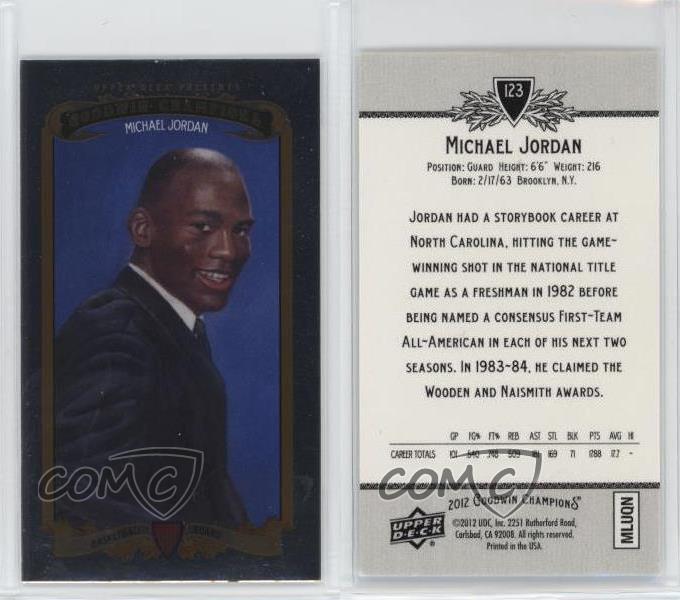 UPPER DECK PRESENTS
GOODWIN CHAMPIONS
MICHAEL JORDAN
COMC
BASKETBALL GUARD
123
MICHAEL JORDAN
POSITION: GUARD HEIGHT: 6'6" WEIGHT: 216
BORN: 2/17/63 BROOKLYN, N.Y.
JORDAN HAD A STORYBOOK CAREER AT
NORTH CAROLINA, HITTING THE GAME-
WINNING SHOT IN THE NATIONAL TITLE
GAME AS A FRESHMAN IN 1982 BEFORE
BEING NAMED A CONSENSUS FIRST-TEAM
ALL-AMERICAN IN EACH OF HIS NEXT TWO
SEASONS. IN 1983-84, HE CLAIMED THE
WOODEN AND NAISMITH AWARDS.
GP FG% FT% REB AST STL BLK PTS AVG HI
CAREER TOTALS 101 .540 .748 509 181 169 71 1788 17.7 -
COMC
2012 GOODWIN CHAMPIONS
UPPER DECK
©2012 UDC, Inc. 2251 Rutherford Road,
Carlsbad, CA 92008. All rights reserved.
Printed in the USA.
MLUQN